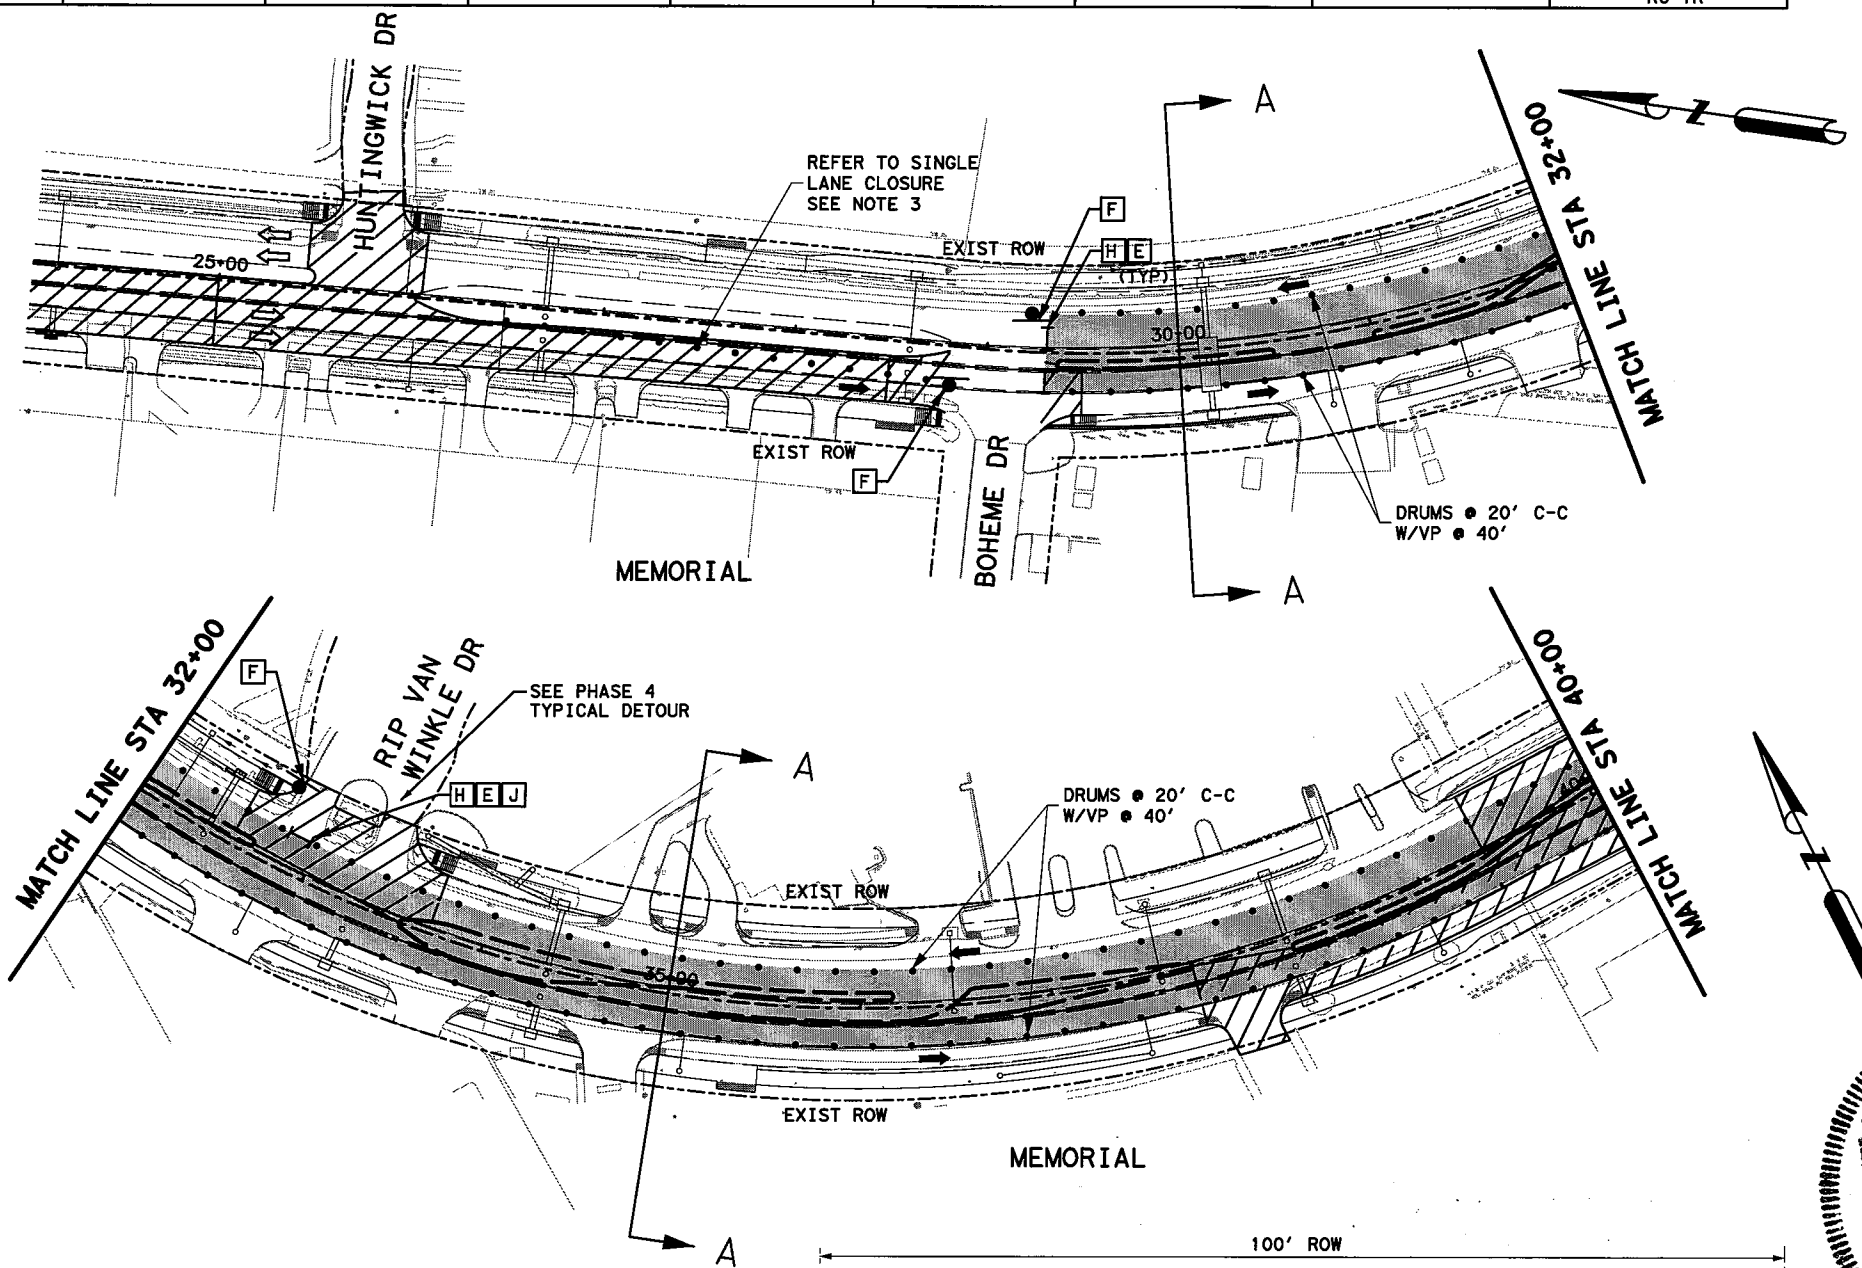 HUNTINGWICK DR
A
REFER TO SINGLE
LANE CLOSURE
SEE NOTE 3
F
H E
(TYP)
EXIST ROW
MATCH LINE STA 32+00
Z
25+00
30+00
EXIST ROW
F
BOHEME DR
DRUMS @ 20' C-C
W/VP @ 40'
MEMORIAL
A
MATCH LINE STA 32+00
F
RIP VAN
WINKLE DR
SEE PHASE 4
TYPICAL DETOUR
H E J
A
DRUMS @ 20' C-C
W/VP @ 40'
MATCH LINE STA 40+00
Z
EXIST ROW
35+00
EXIST ROW
MEMORIAL
A
100' ROW